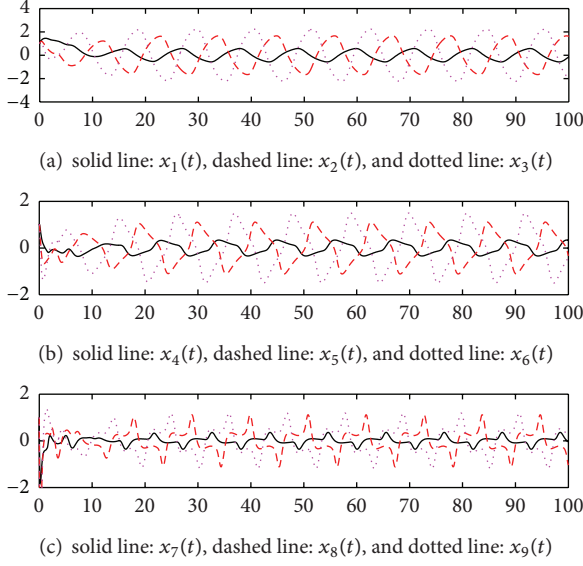 4
2
0
−2
−4
0 10 20 30 40 50 60 70 80 90 100
(a) solid line: x₁(t), dashed line: x₂(t), and dotted line: x₃(t)
2
0
−2
0 10 20 30 40 50 60 70 80 90 100
(b) solid line: x₄(t), dashed line: x₅(t), and dotted line: x₆(t)
2
0
−2
0 10 20 30 40 50 60 70 80 90 100
(c) solid line: x₇(t), dashed line: x₈(t), and dotted line: x₉(t)